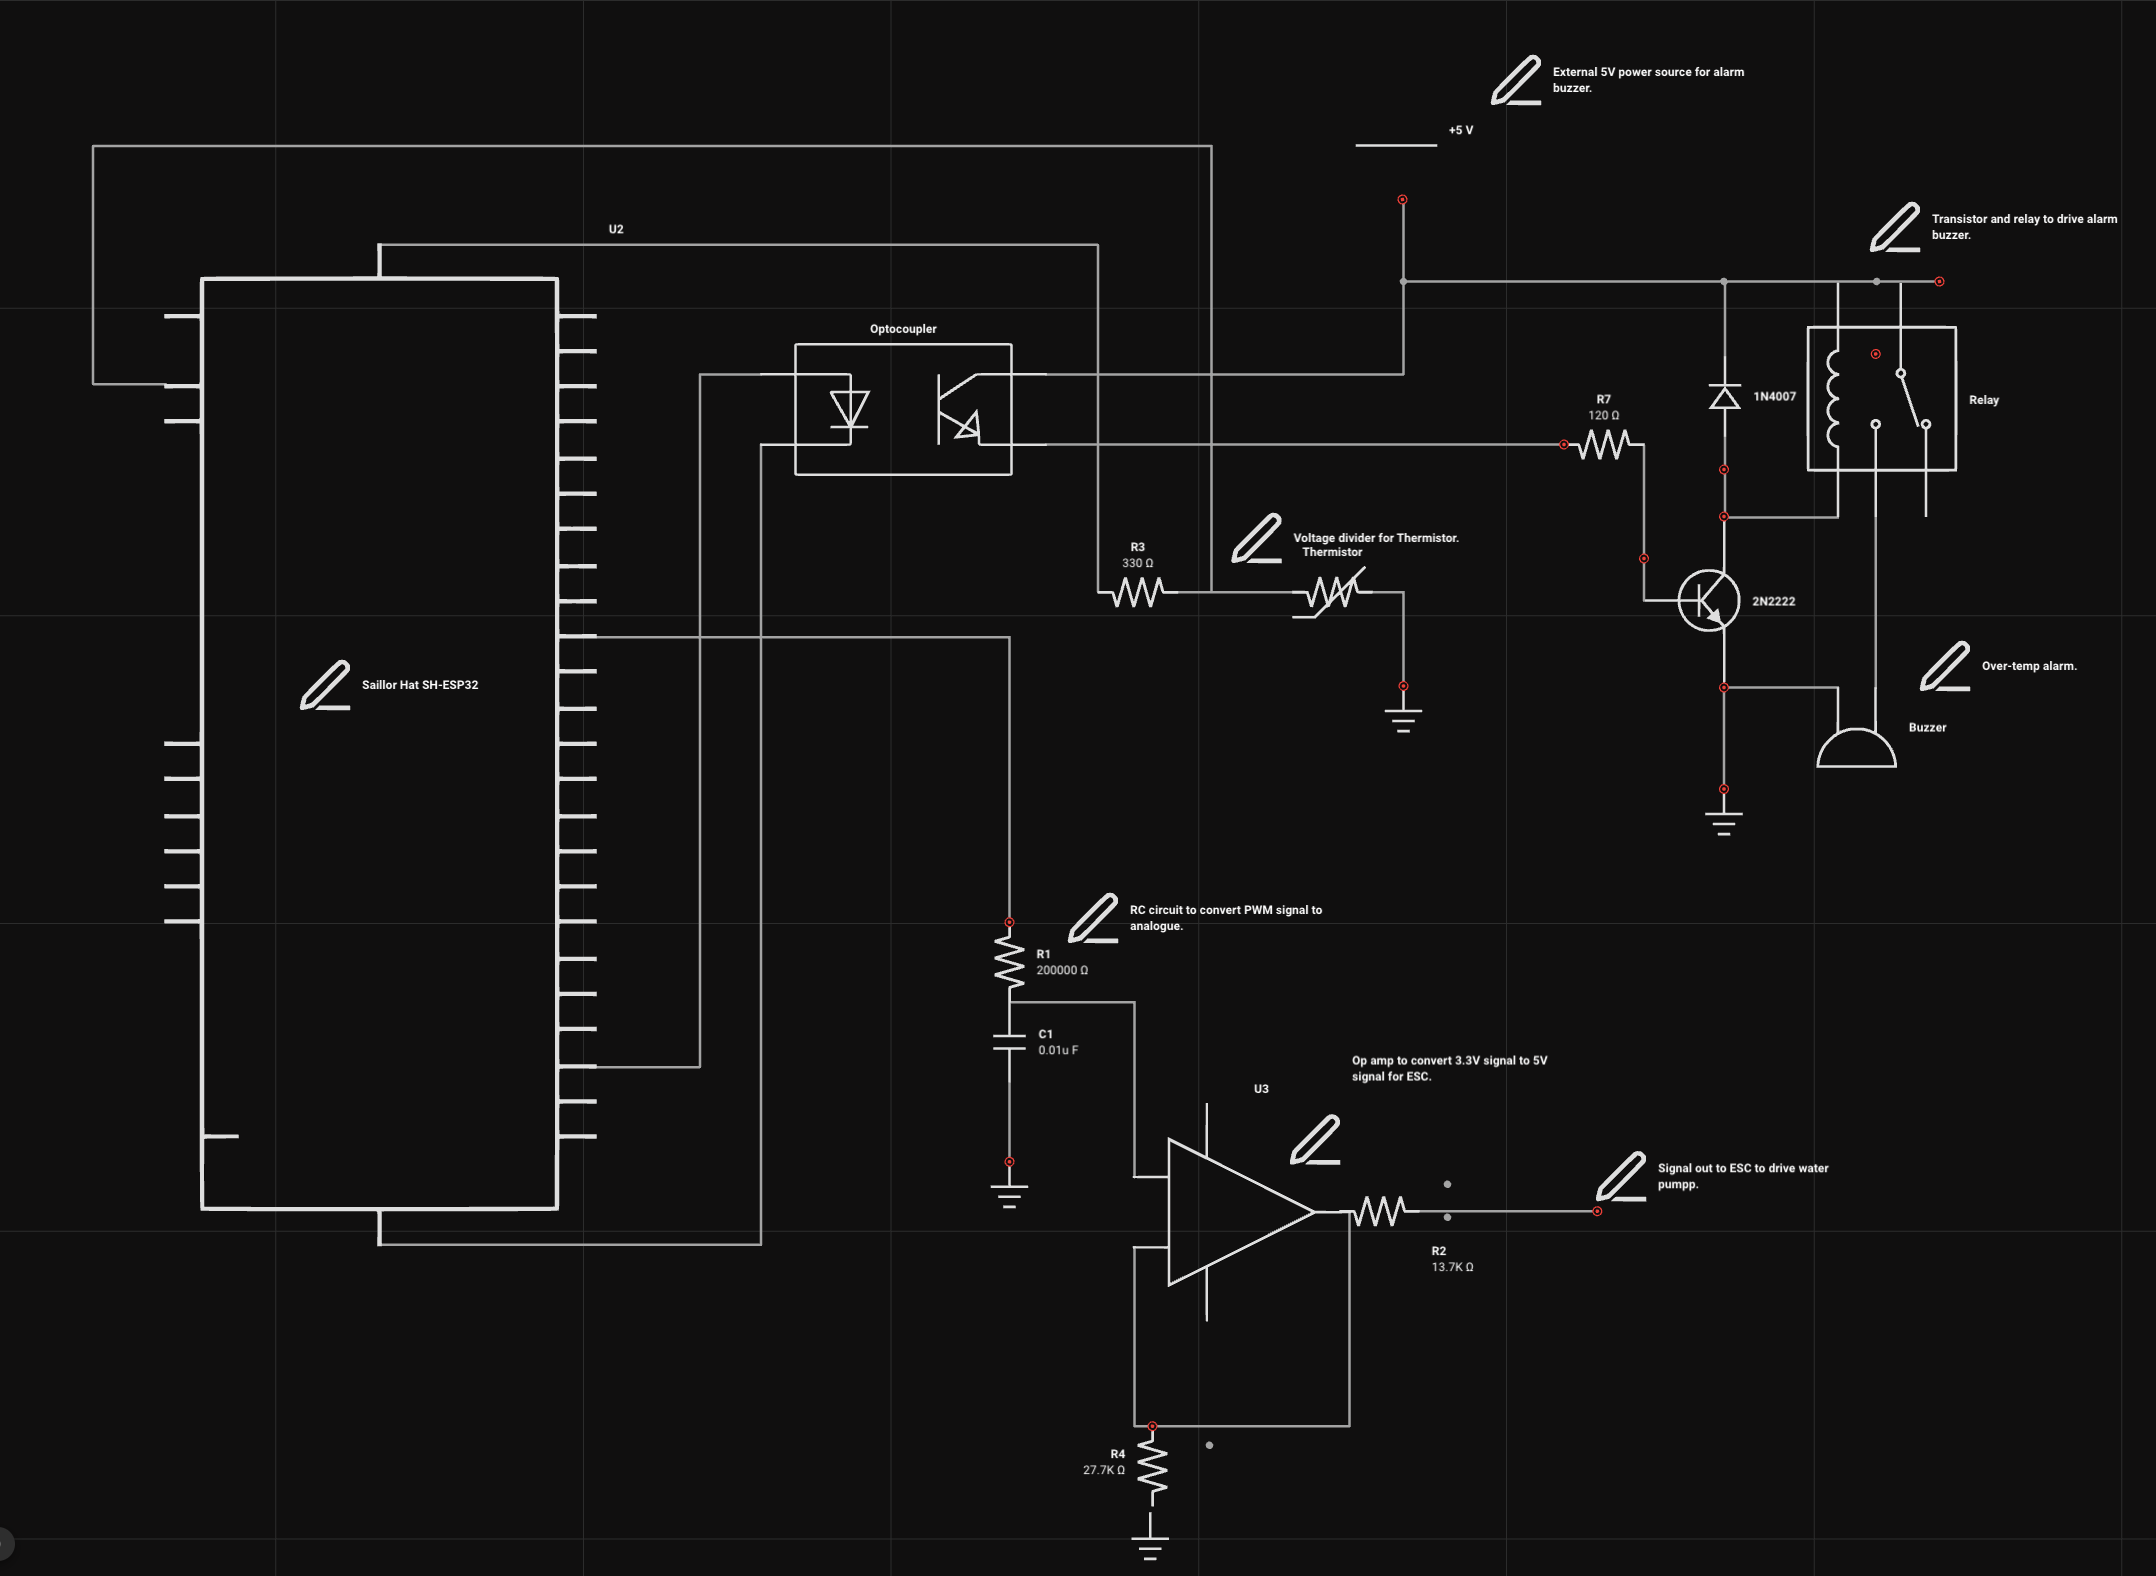 External 5V power source for alarm
buzzer.
+5 V
Transistor and relay to drive alarm
buzzer.
U2
Optocoupler
1N4007
Relay
R7
120 Ω
Voltage divider for Thermistor.
Thermistor
R3
330 Ω
2N2222
Saillor Hat SH-ESP32
Over-temp alarm.
Buzzer
RC circuit to convert PWM signal to
analogue.
R1
200000 Ω
C1
0.01u F
Op amp to convert 3.3V signal to 5V
signal for ESC.
U3
Signal out to ESC to drive water
pumpp.
R2
13.7K Ω
R4
27.7K Ω